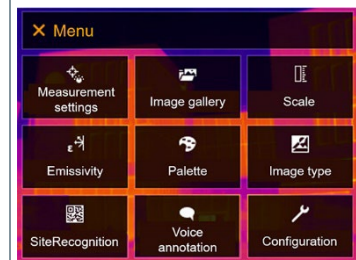 Menu
Measurement
settings
Image gallery
Scale
ε
Emissivity
Palette
Image type
SiteRecognition
Voice
annotation
Configuration